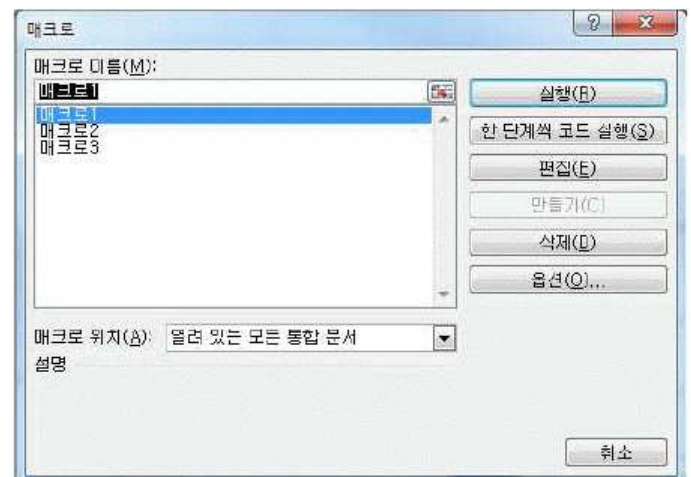 매크로
매크로 이름(M):
매크로1
매크로1
매크로2
매크로3
실행(R)
한 단계씩 코드 실행(S)
편집(E)
만들기(C)
삭제(D)
옵션(O)...
매크로 위치(A): 열려 있는 모든 통합 문서
설명
취소